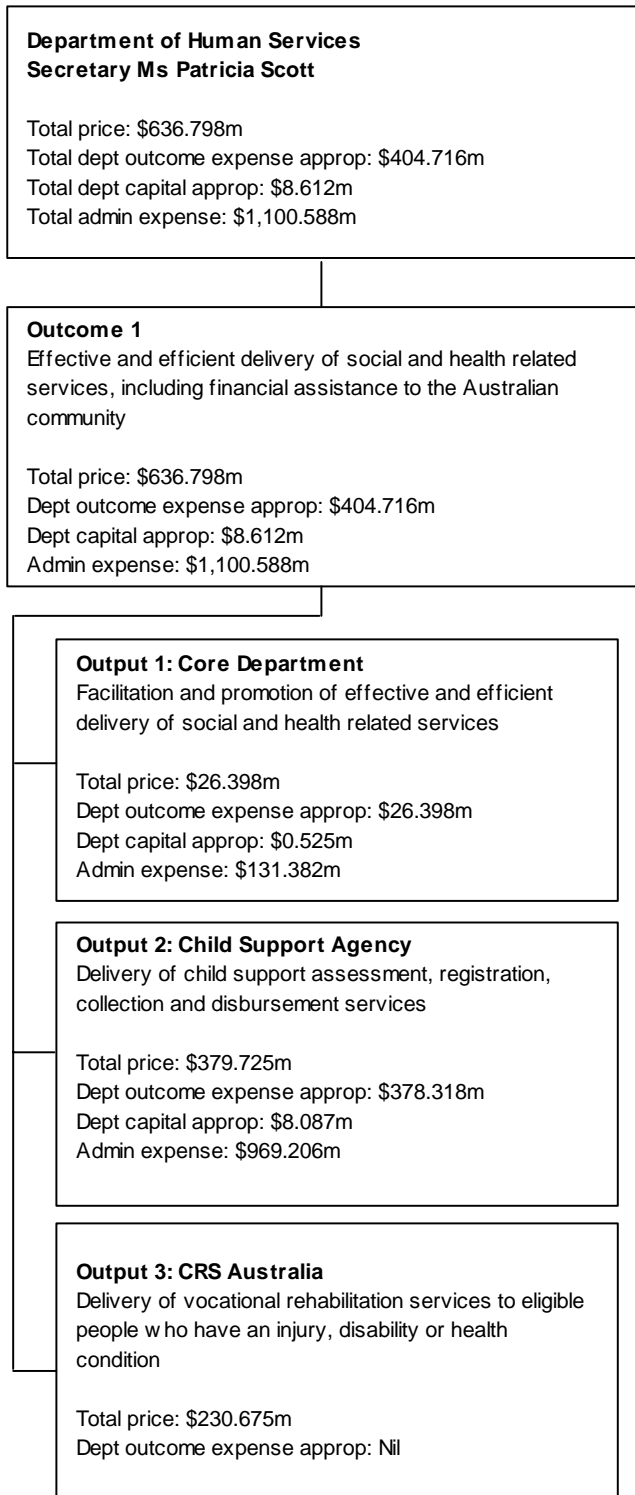 Department of Human Services
Secretary Ms Patricia Scott
Total price: $636.798m
Total dept outcome expense approp: $404.716m
Total dept capital approp: $8.612m
Total admin expense: $1,100.588m
Outcome 1
Effective and efficient delivery of social and health related
services, including financial assistance to the Australian
community
Total price: $636.798m
Dept outcome expense approp: $404.716m
Dept capital approp: $8.612m
Admin expense: $1,100.588m
Output 1: Core Department
Facilitation and promotion of effective and efficient
delivery of social and health related services
Total price: $26.398m
Dept outcome expense approp: $26.398m
Dept capital approp: $0.525m
Admin expense: $131.382m
Output 2: Child Support Agency
Delivery of child support assessment, registration,
collection and disbursement services
Total price: $379.725m
Dept outcome expense approp: $378.318m
Dept capital approp: $8.087m
Admin expense: $969.206m
Output 3: CRS Australia
Delivery of vocational rehabilitation services to eligible
people who have an injury, disability or health
condition
Total price: $230.675m
Dept outcome expense approp: Nil